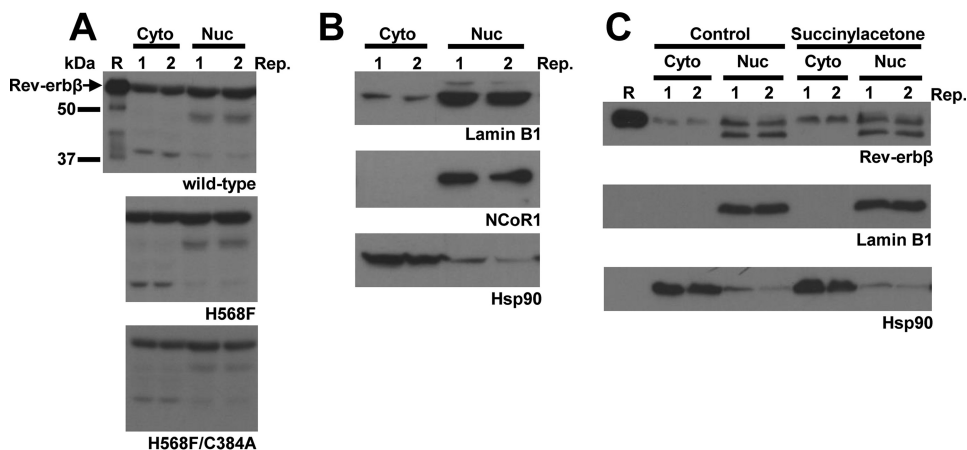 A
Cyto Nuc
kDa R 1 2 1 2 Rep.
Rev-erbβ
50
37
wild-type
H568F
H568F/C384A
B
Cyto Nuc
1 2 1 2
Lamin B1
NCoR1
Hsp90
C
Control Succinylacetone
Cyto Nuc Cyto Nuc
R 1 2 1 2 1 2 1 2 Rep.
Rev-erbβ
Lamin B1
Hsp90